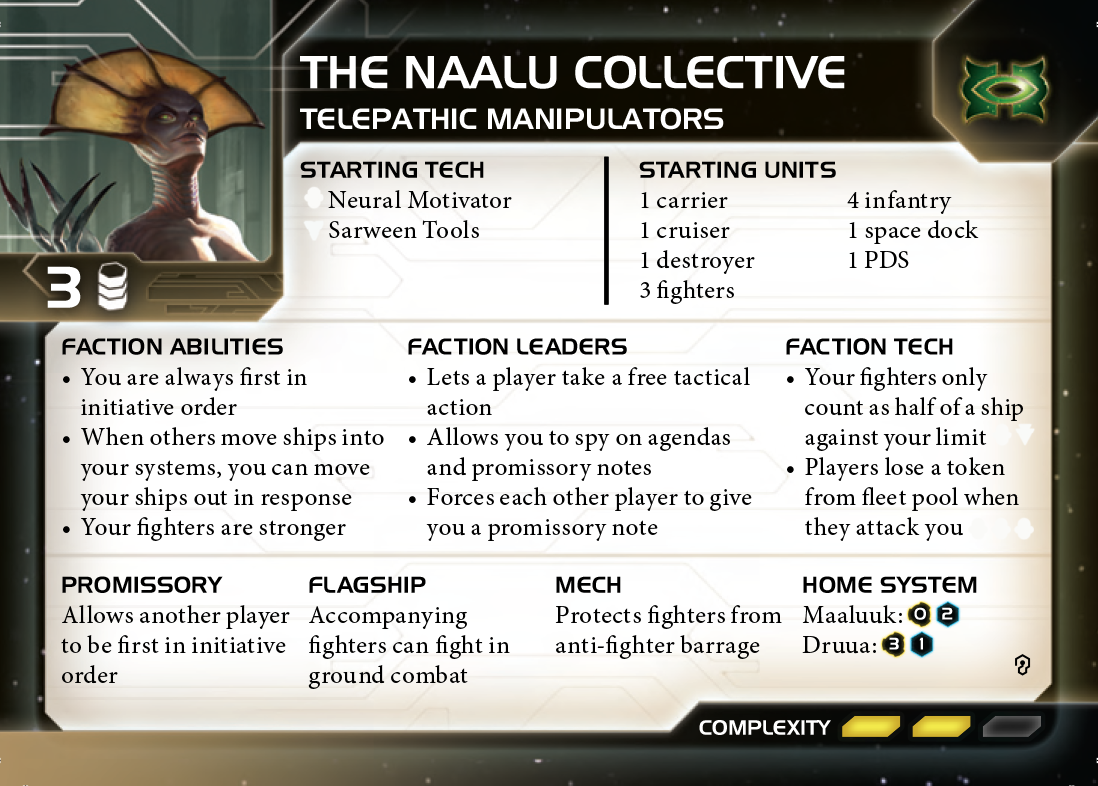 THE NAALU COLLECTIVE
TELEPATHIC MANIPULATORS
3
STARTING TECH
Neural Motivator
Sarween Tools
STARTING UNITS
1 carrier
1 cruiser
1 destroyer
3 fighters
4 infantry
1 space dock
1 PDS
FACTION ABILITIES
• You are always first in
initiative order
• When others move ships into
your systems, you can move
your ships out in response
• Your fighters are stronger
FACTION LEADERS
• Lets a player take a free tactical
action
• Allows you to spy on agendas
and promissory notes
• Forces each other player to give
you a promissory note
FACTION TECH
• Your fighters only
count as half of a ship
against your limit
• Players lose a token
from fleet pool when
they attack you
PROMISSORY
Allows another player
to be first in initiative
order
FLAGSHIP
Accompanying
fighters can fight in
ground combat
MECH
Protects fighters from
anti-fighter barrage
HOME SYSTEM
Maaluuk: 0 2
Druua: 3 1
COMPLEXITY